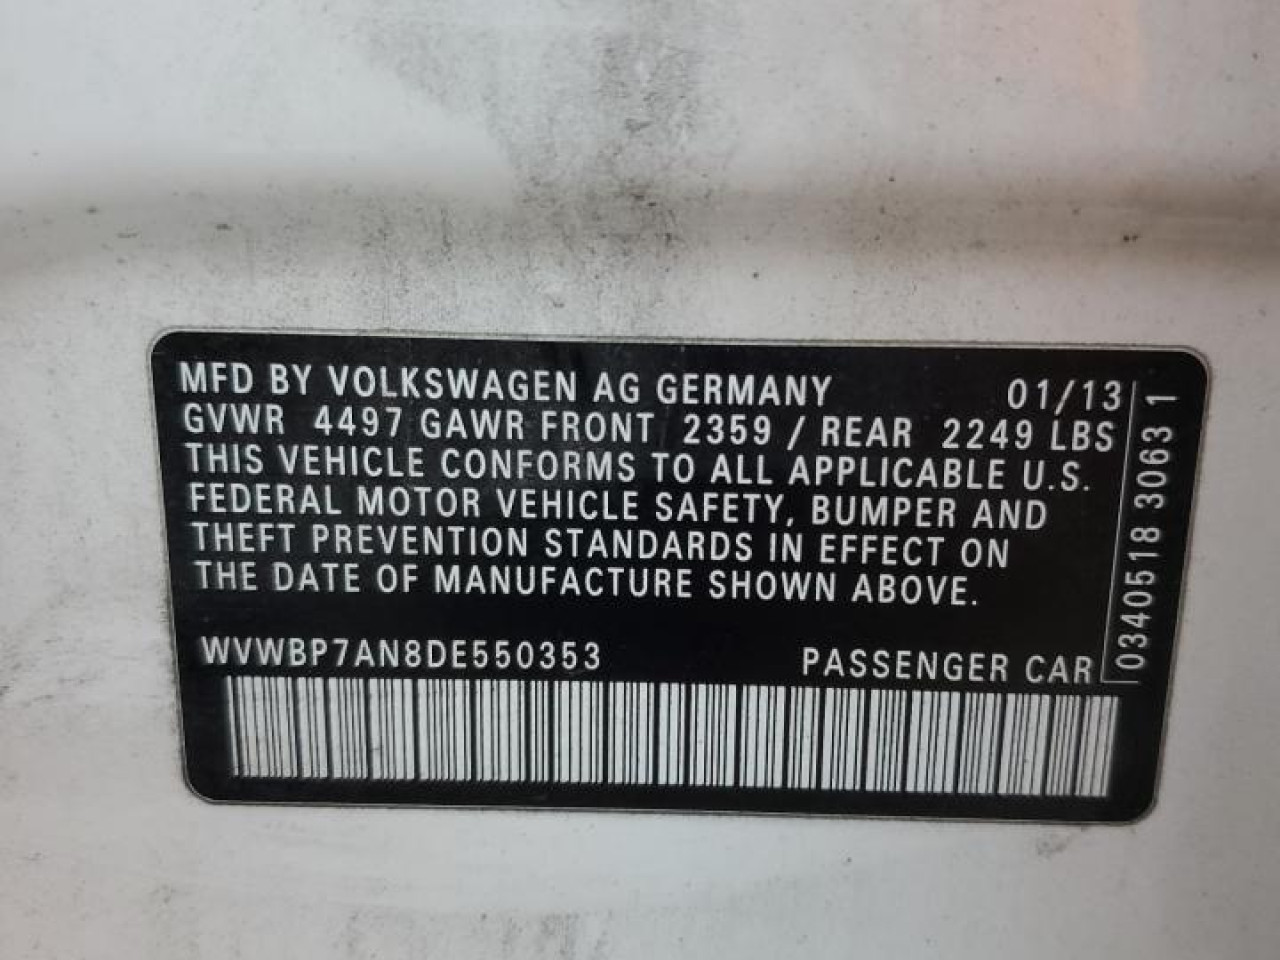 MFD BY VOLKSWAGEN AG GERMANY 01/13
GVWR 4497 GAWR FRONT 2359 / REAR 2249 LBS
THIS VEHICLE CONFORMS TO ALL APPLICABLE U.S.
FEDERAL MOTOR VEHICLE SAFETY, BUMPER AND
THEFT PREVENTION STANDARDS IN EFFECT ON
THE DATE OF MANUFACTURE SHOWN ABOVE.
WVWBP7AN8DE550353 PASSENGER CAR
03405518 3063 1